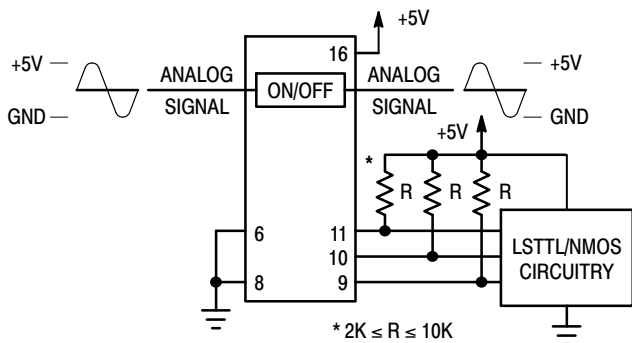 +5V
16
+5V
ANALOG
SIGNAL
ON/OFF
ANALOG
SIGNAL
+5V
GND
GND
+5V
*
R
R
R
6
11
LSTTL/NMOS
CIRCUITRY
10
8
9
* 2K ≤ R ≤ 10K